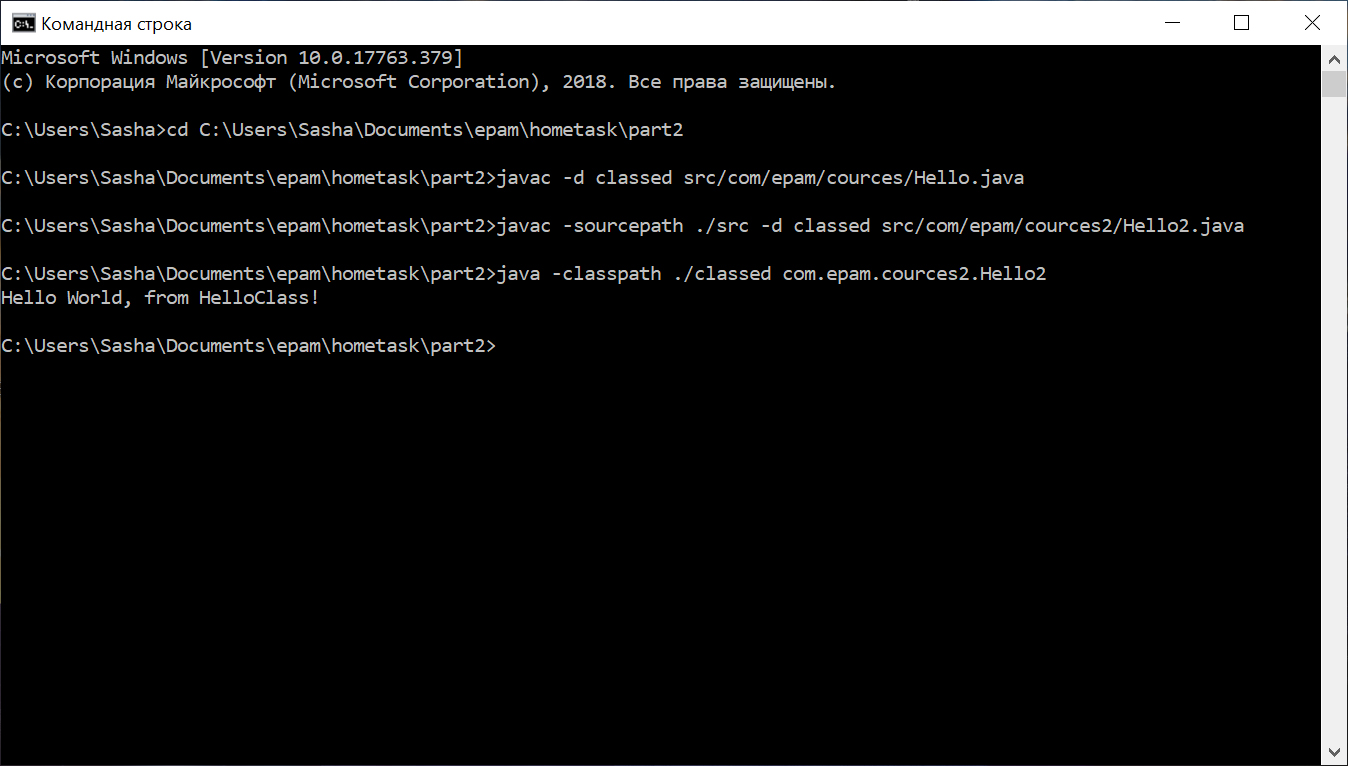 Командная строка
Microsoft Windows [Version 10.0.17763.379]
(c) Корпорация Майкрософт (Microsoft Corporation), 2018. Все права защищены.
C:\Users\Sasha>cd C:\Users\Sasha\Documents\epam\hometask\part2
C:\Users\Sasha\Documents\epam\hometask\part2>javac -d classed src/com/epam/cources/Hello.java
C:\Users\Sasha\Documents\epam\hometask\part2>javac -sourcepath ./src -d classed src/com/epam/cources2/Hello2.java
C:\Users\Sasha\Documents\epam\hometask\part2>java -classpath ./classed com.epam.cources2.Hello2
Hello World, from HelloClass!
C:\Users\Sasha\Documents\epam\hometask\part2>